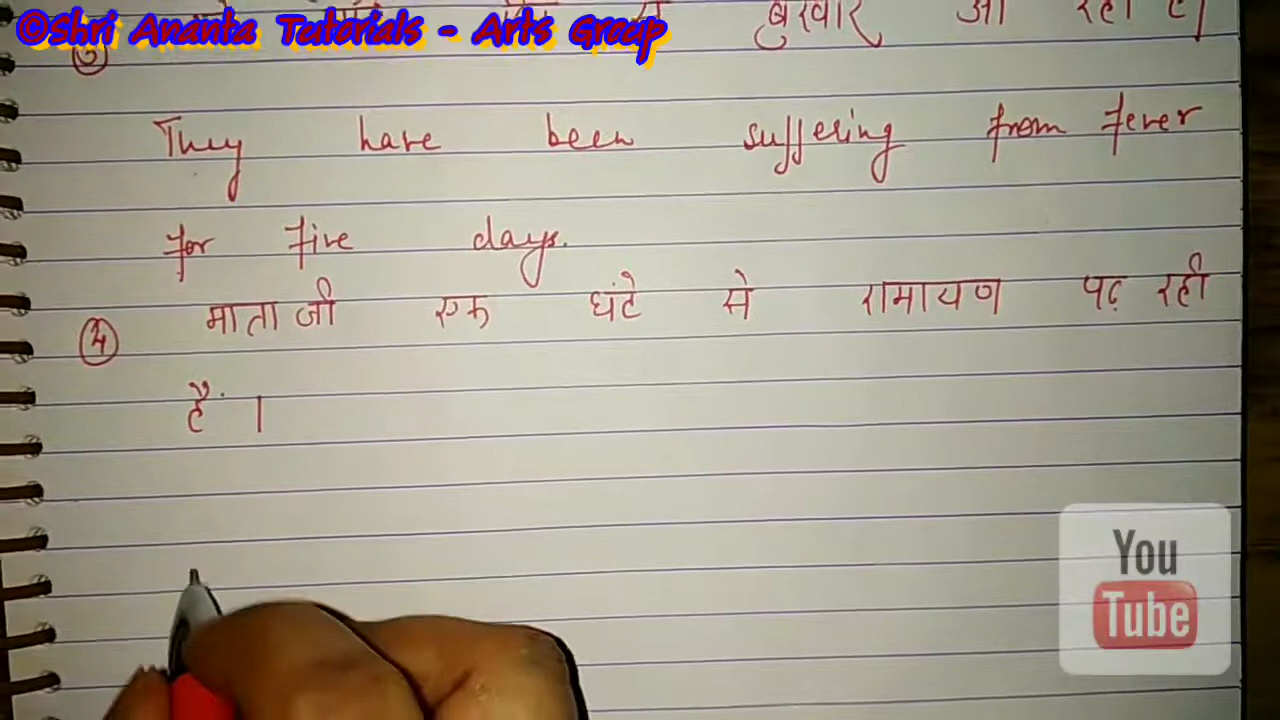 ©Shri Ananta Tutorials - Arts Group
बुखार आ रहा है।
③
They have been suffering from fever
for five days.
④ माताजी एक घंटे से रामायण पढ़ रही
हैं ।
You
Tube